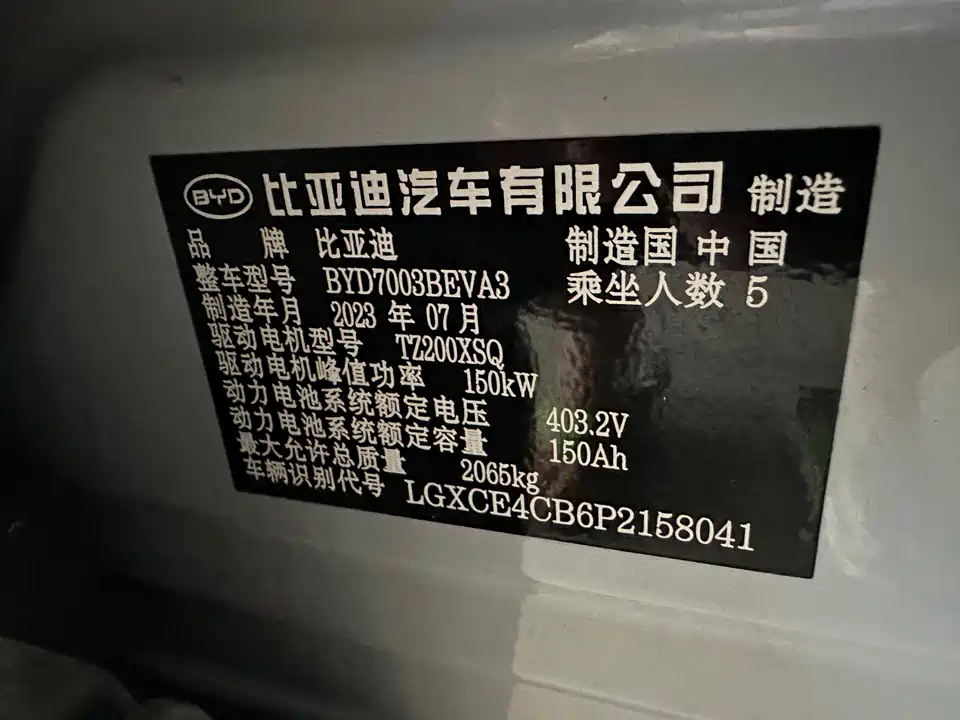 BYD 比亚迪汽车有限公司 制造
品 牌 比亚迪 制造国 中国
整车型号 BYD7003BEVA3 乘坐人数 5
制造年月 2023 年 07 月
驱动电机型号 TZ200XSQ
驱动电机峰值功率 150kW
动力电池系统额定电压 403.2V
动力电池系统额定容量 150Ah
最大允许总质量 2065kg
车辆识别代号 LGXCE4CB6P2158041